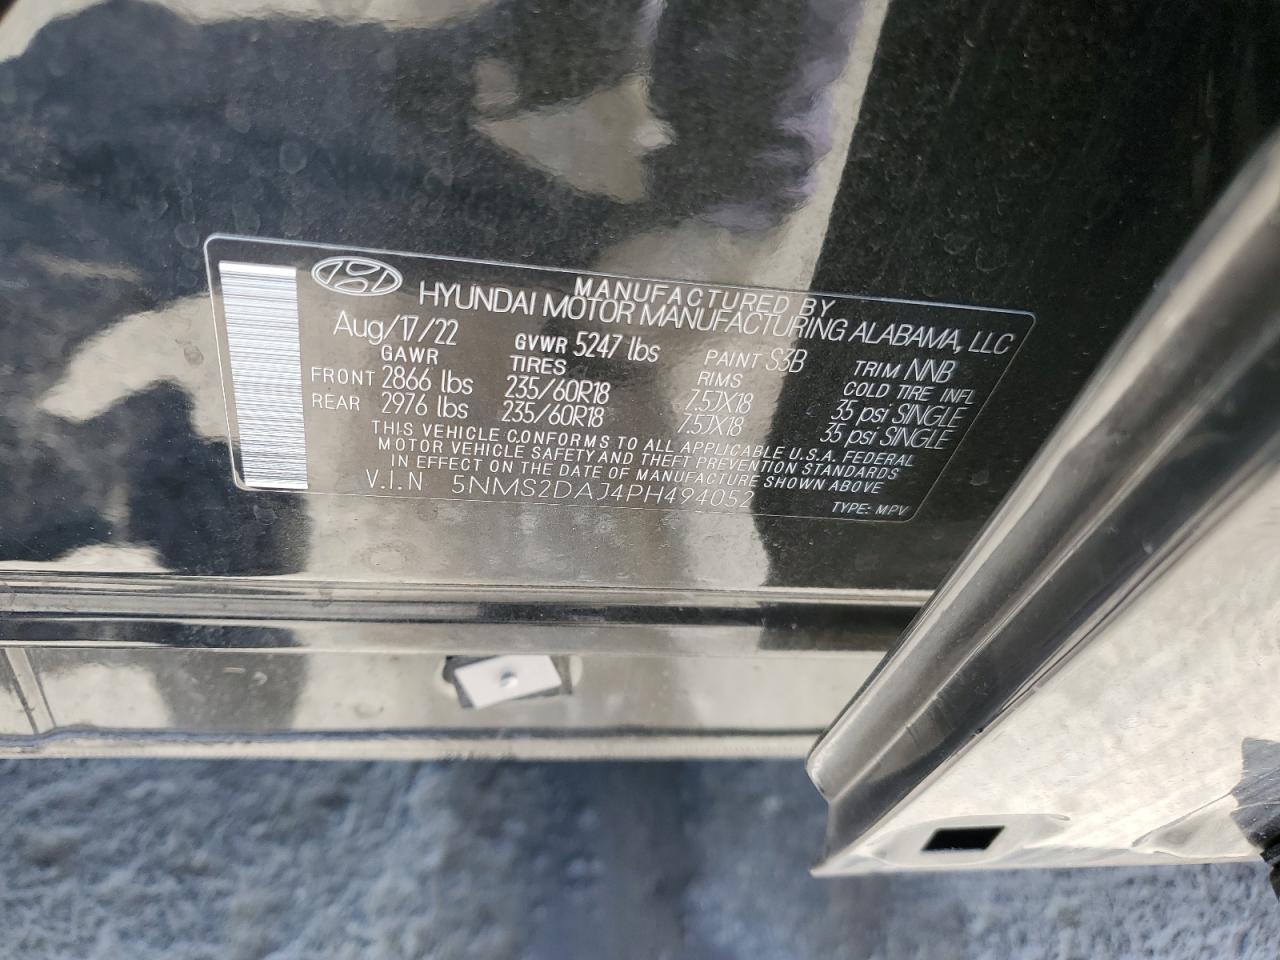 MANUFACTURED BY
HYUNDAI MOTOR MANUFACTURING ALABAMA, LLC
Aug/17/22 GVWR 5247 lbs PAINT S3B TRIM NNB
GAWR TIRES RIMS COLD TIRE INFL
FRONT 2866 lbs 235/60R18 7.5JX18 35 psi SINGLE
REAR 2976 lbs 235/60R18 7.5JX18 35 psi SINGLE
THIS VEHICLE CONFORMS TO ALL APPLICABLE U.S.A. FEDERAL
MOTOR VEHICLE SAFETY AND THEFT PREVENTION STANDARDS
IN EFFECT ON THE DATE OF MANUFACTURE SHOWN ABOVE
V.I.N 5NMS2DAJ4PH494052 TYPE: MPV